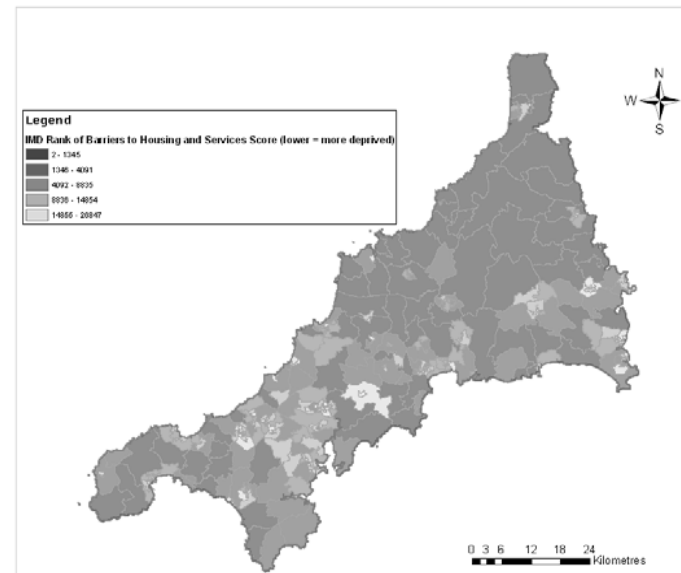 N
W E
S
Legend
IMD Rank of Barriers to Housing and Services Score (lower = more deprived)
2 - 1345
1346 - 4091
4092 - 8835
8836 - 14854
14855 - 26847
0 3 6 12 18 24
Kilometres